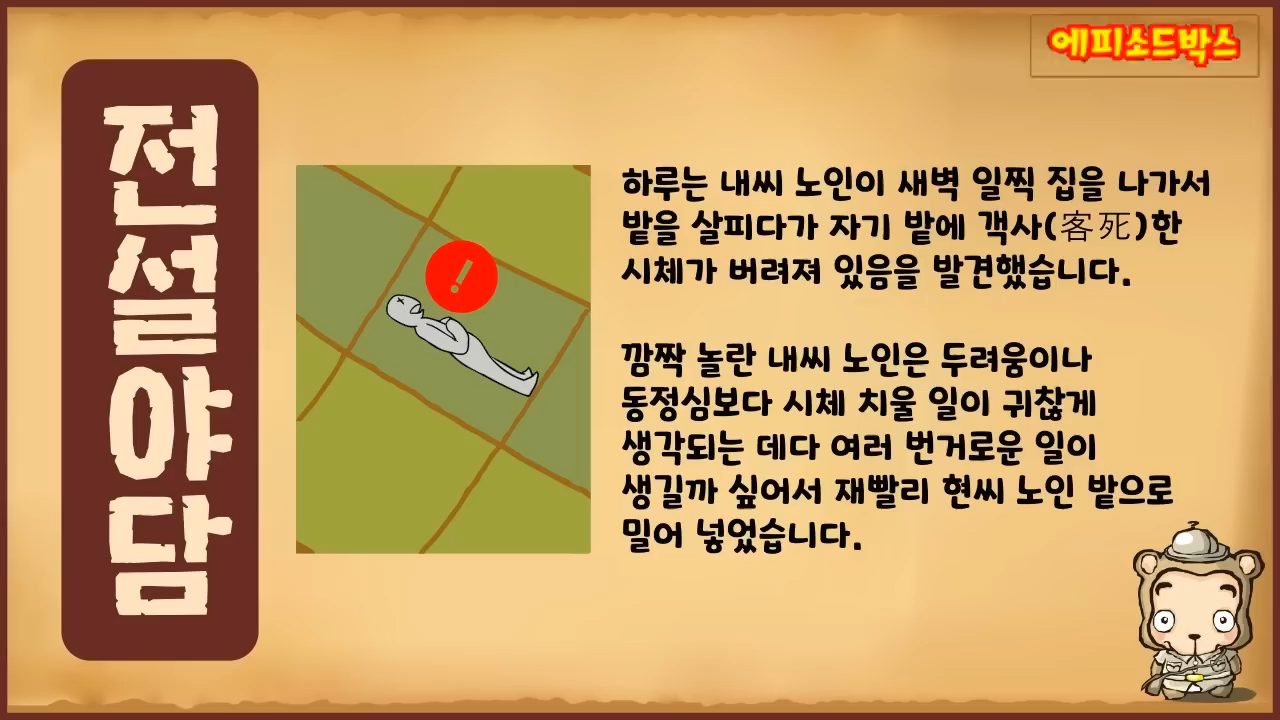 에피소드박스
전설야담
하루는 내씨 노인이 새벽 일찍 집을 나가서
밭을 살피다가 자기 밭에 객사(客死)한
시체가 버려져 있음을 발견했습니다.
깜짝 놀란 내씨 노인은 두려움이나
동정심보다 시체 치울 일이 귀찮게
생각되는 데다 여러 번거로운 일이
생길까 싶어서 재빨리 현씨 노인 밭으로
밀어 넣었습니다.
!